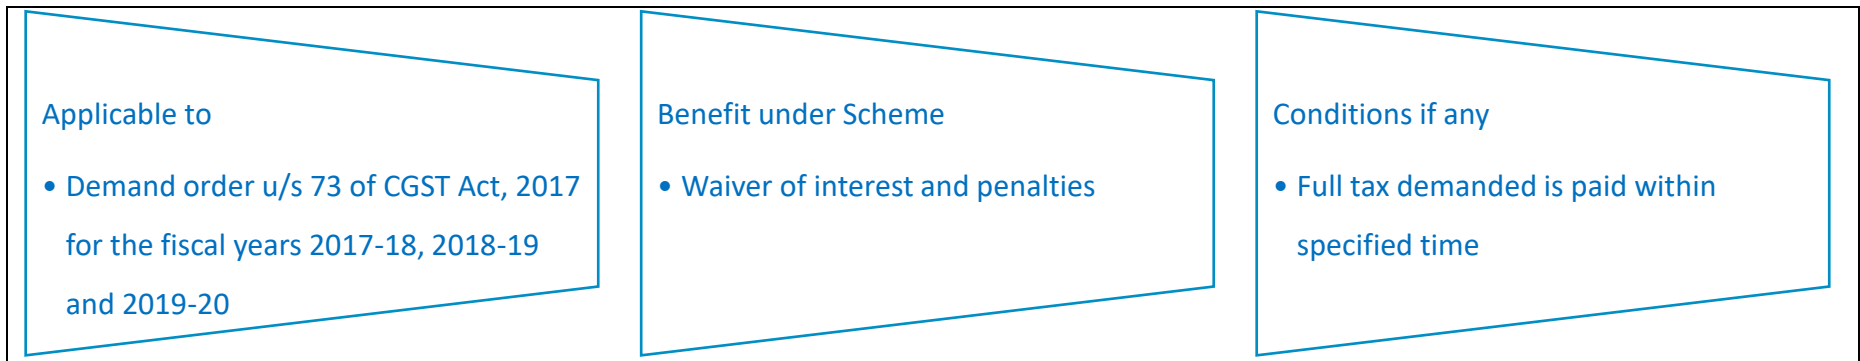 Applicable to
• Demand order u/s 73 of CGST Act, 2017
for the fiscal years 2017-18, 2018-19
and 2019-20
Benefit under Scheme
• Waiver of interest and penalties
Conditions if any
• Full tax demanded is paid within
specified time